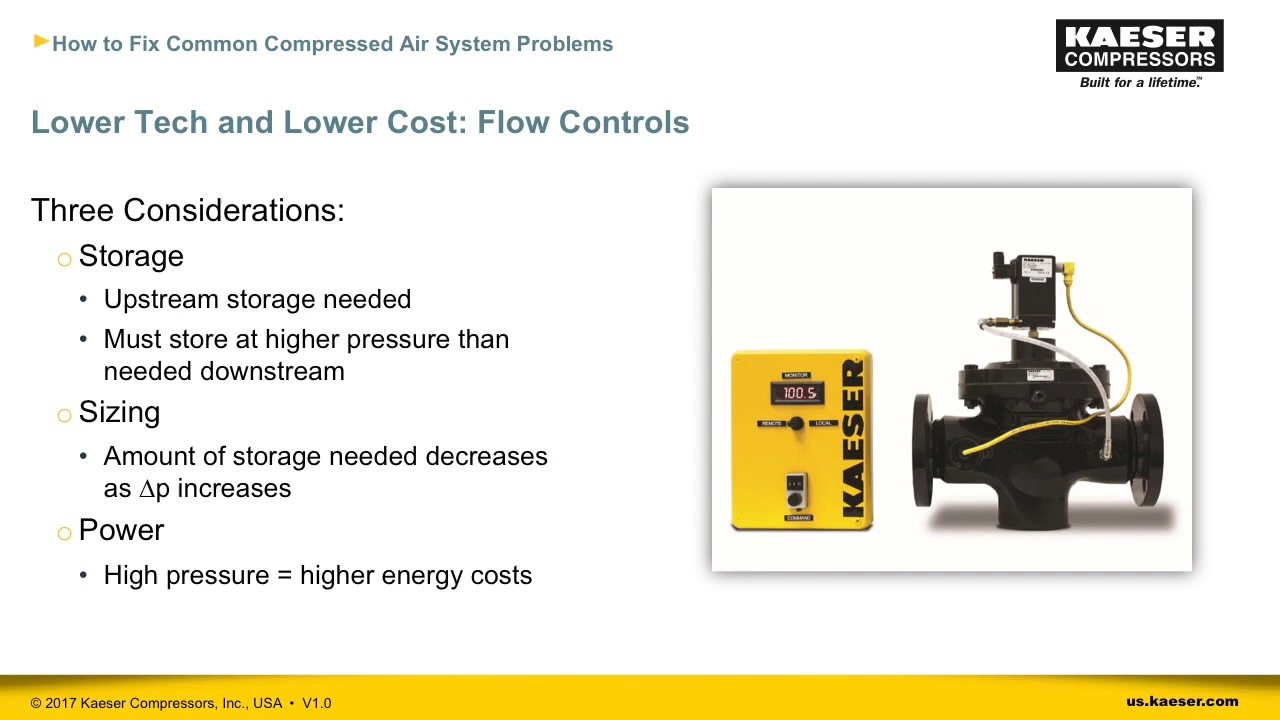 How to Fix Common Compressed Air System Problems
KAESER
COMPRESSORS
Built for a lifetime.™
Lower Tech and Lower Cost: Flow Controls
Three Considerations:
o Storage
• Upstream storage needed
• Must store at higher pressure than
needed downstream
o Sizing
• Amount of storage needed decreases
as ∆p increases
o Power
• High pressure = higher energy costs
MONITOR
100.5
REMOTE
LOCAL
COMMAND
KAESER
KAESER
KAESER
© 2017 Kaeser Compressors, Inc., USA • V1.0
us.kaeser.com